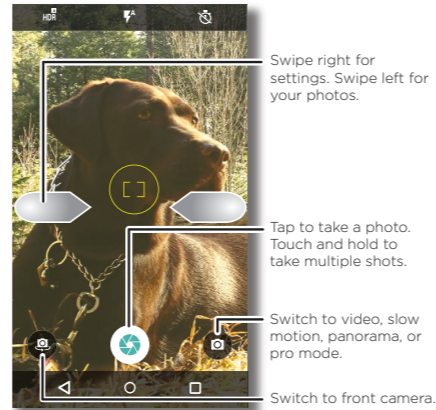 HDR
A
Swipe right for
settings. Swipe left for
your photos.
Tap to take a photo.
Touch and hold to
take multiple shots.
Switch to video, slow
motion, panorama, or
pro mode.
Switch to front camera.